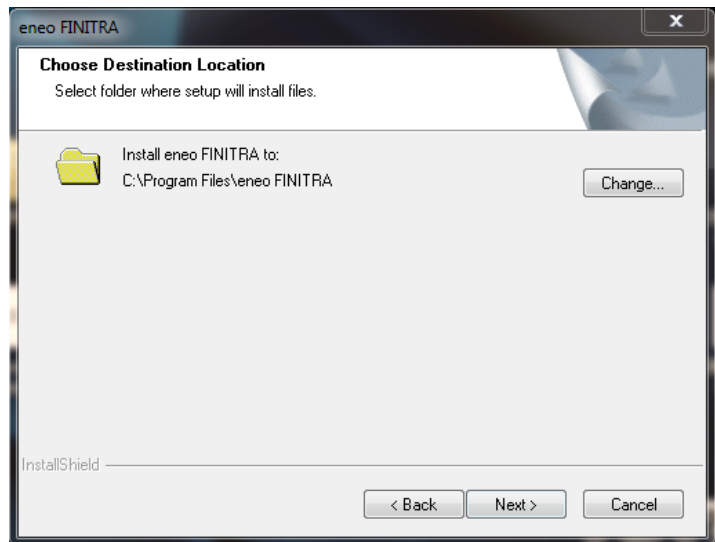 eneo FINITRA
x
Choose Destination Location
Select folder where setup will install files.
Install eneo FINITRA to:
C:\Program Files\eneo FINITRA
Change...
InstallShield
< Back
Next >
Cancel